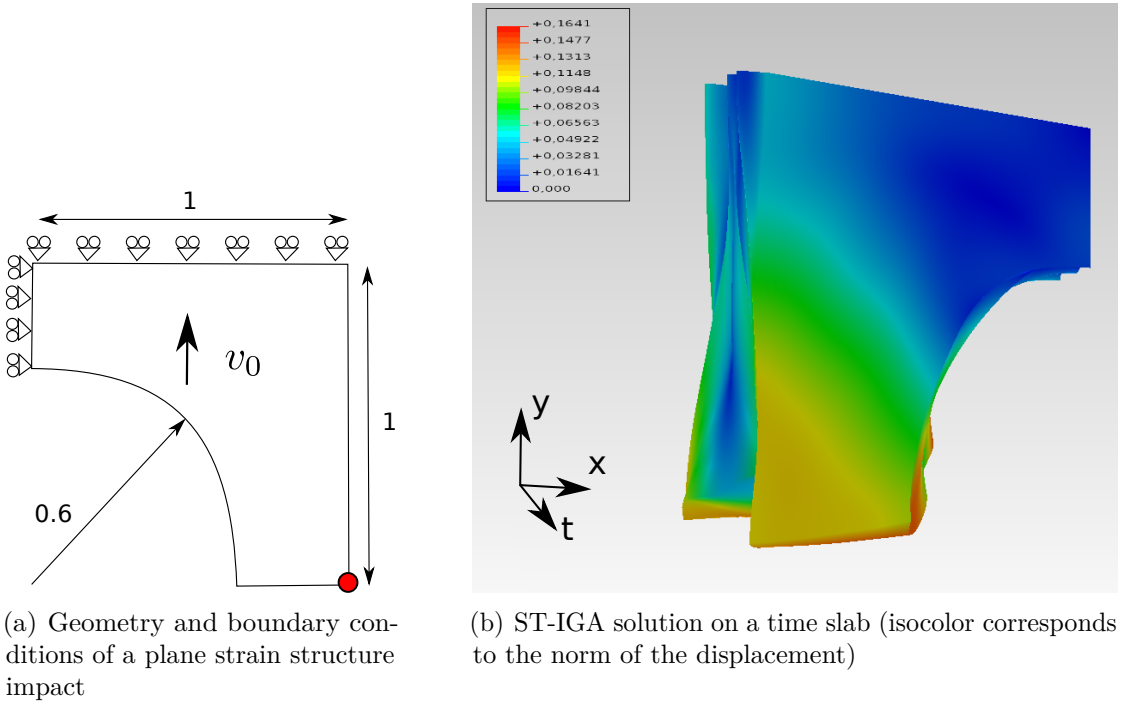 1
v0
1
0.6
(a) Geometry and boundary con-
ditions of a plane strain structure
impact
+0,1641
+0,1477
+0,1313
+0,1148
+0,09844
+0,08203
+0,06563
+0,04922
+0,03281
+0,01641
0,000
y
x
t
(b) ST-IGA solution on a time slab (isocolor corresponds
to the norm of the displacement)